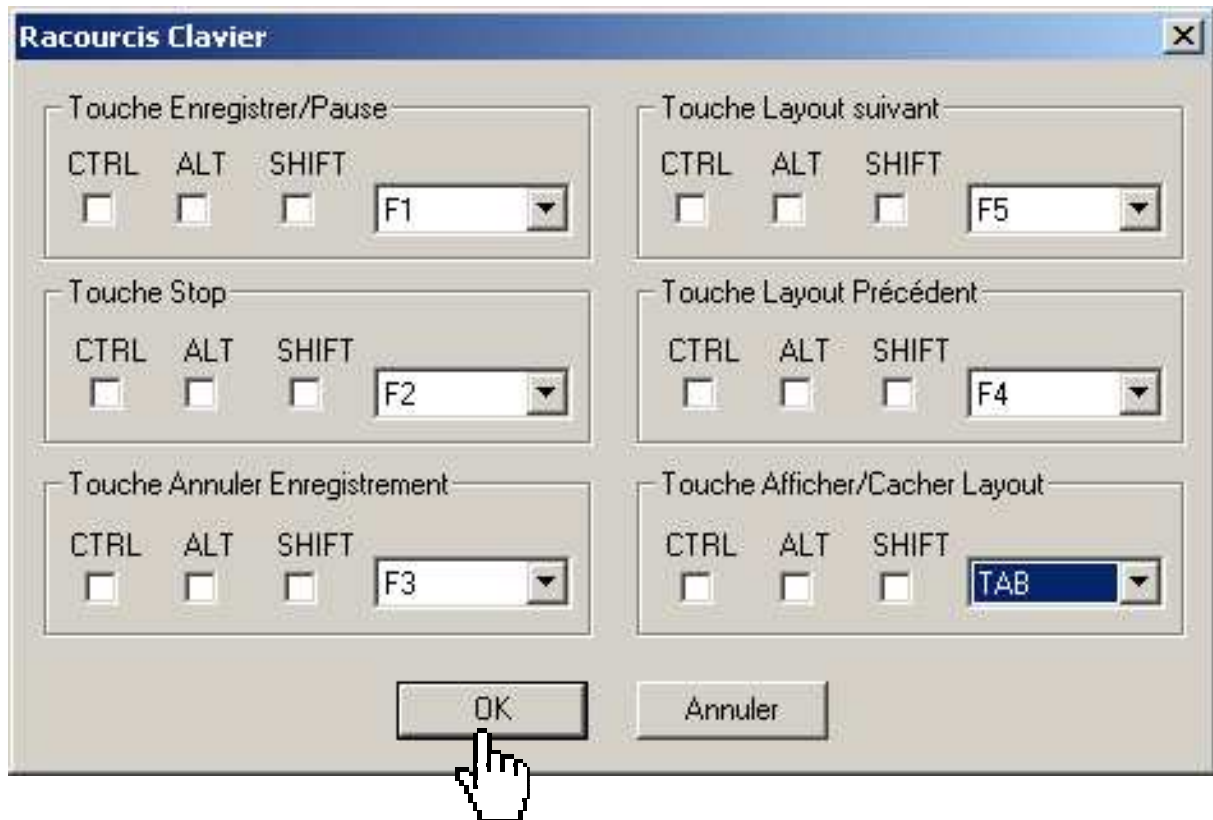 Racourcis Clavier
Touche Enregistrer/Pause
CTRL ALT SHIFT
F1
Touche Layout suivant
CTRL ALT SHIFT
F5
Touche Stop
CTRL ALT SHIFT
F2
Touche Layout Précédent
CTRL ALT SHIFT
F4
Touche Annuler Enregistrement
CTRL ALT SHIFT
F3
Touche Afficher/Cacher Layout
CTRL ALT SHIFT
TAB
OK
Annuler